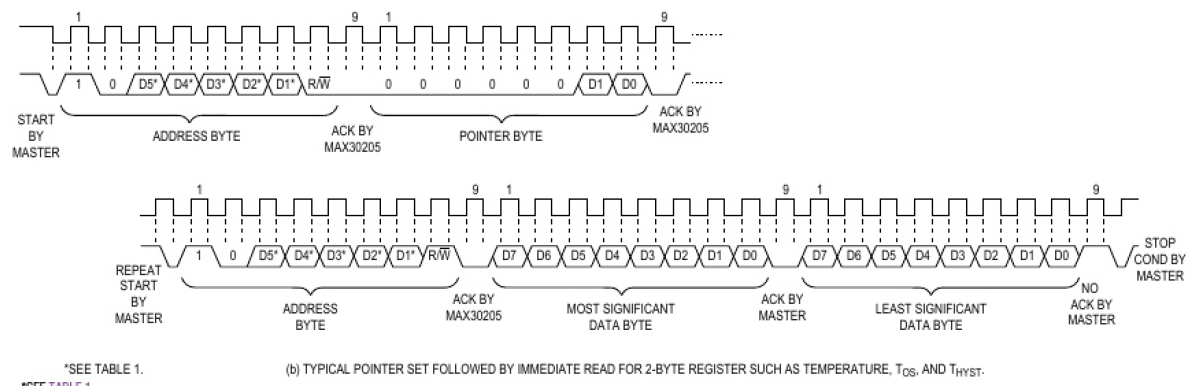 1 9 1 9
1 0 D5* D4* D3* D2* D1* R/W̅ 0 0 0 0 0 0 D1 D0
START
BY
MASTER
ADDRESS BYTE
ACK BY
MAX30205
POINTER BYTE
ACK BY
MAX30205
1 9 1 9 1 9
1 0 D5* D4* D3* D2* D1* R/W̅ D7 D6 D5 D4 D3 D2 D1 D0 D7 D6 D5 D4 D3 D2 D1 D0
REPEAT
START
BY
MASTER
ADDRESS
BYTE
ACK BY
MAX30205
MOST SIGNIFICANT
DATA BYTE
ACK BY
MASTER
LEAST SIGNIFICANT
DATA BYTE
NO
ACK BY
MASTER
STOP
COND BY
MASTER
*SEE TABLE 1.
(b) TYPICAL POINTER SET FOLLOWED BY IMMEDIATE READ FOR 2-BYTE REGISTER SUCH AS TEMPERATURE, TOS, AND THYST.
*SEE TABLE 1